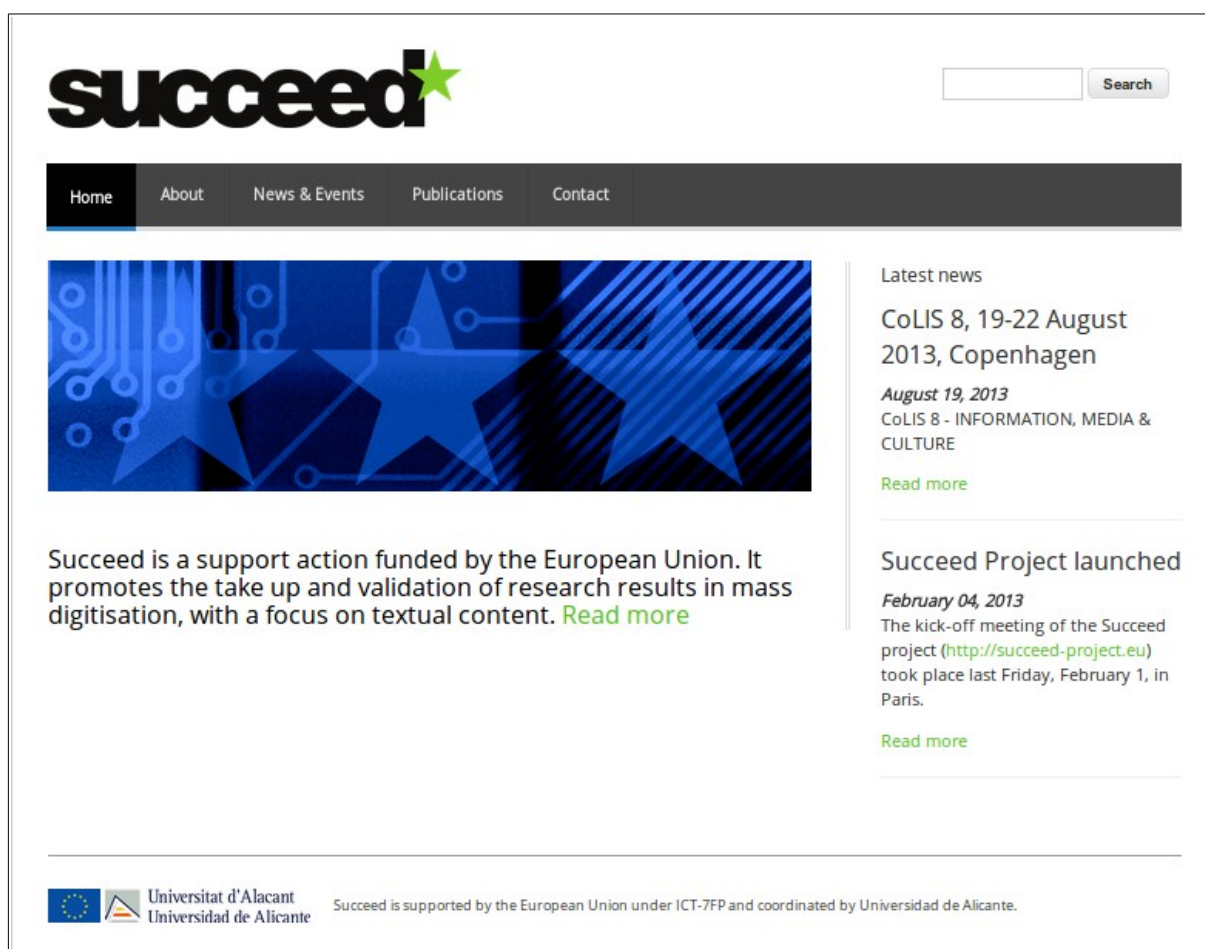 succeed
Search
Home About News & Events Publications Contact
Succeed is a support action funded by the European Union. It
promotes the take up and validation of research results in mass
digitisation, with a focus on textual content. Read more
Latest news
CoLIS 8, 19-22 August
2013, Copenhagen
August 19, 2013
CoLIS 8 - INFORMATION, MEDIA &
CULTURE
Read more
Succeed Project launched
February 04, 2013
The kick-off meeting of the Succeed
project (http://succeed-project.eu)
took place last Friday, February 1, in
Paris.
Read more
Universitat d'Alacant
Universidad de Alicante
Succeed is supported by the European Union under ICT-7FP and coordinated by Universidad de Alicante.